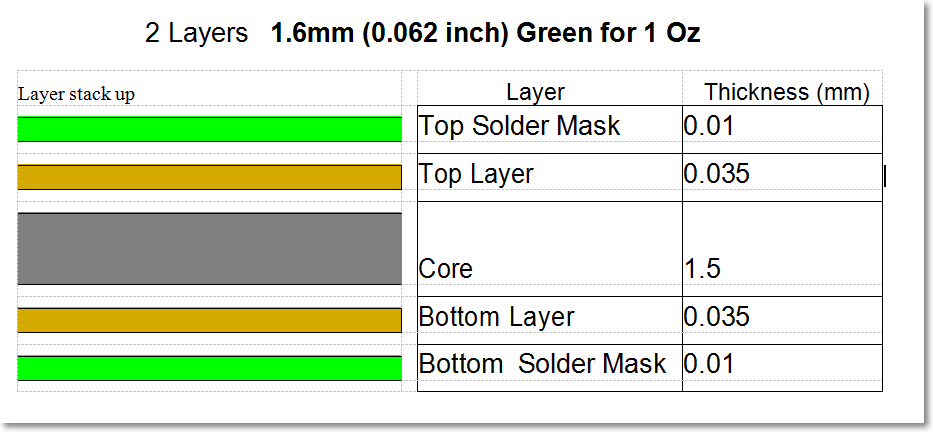 2 Layers 1.6mm (0.062 inch) Green for 1 Oz
Layer stack up Layer Thickness (mm)
Top Solder Mask 0.01
Top Layer 0.035
Core 1.5
Bottom Layer 0.035
Bottom Solder Mask 0.01